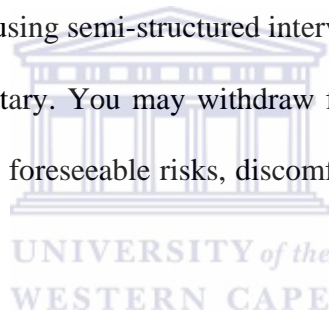 using semi-structured interv
tary. You may withdraw f
foreseeable risks, discomf
UNIVERSITY of the
WESTERN CAPE